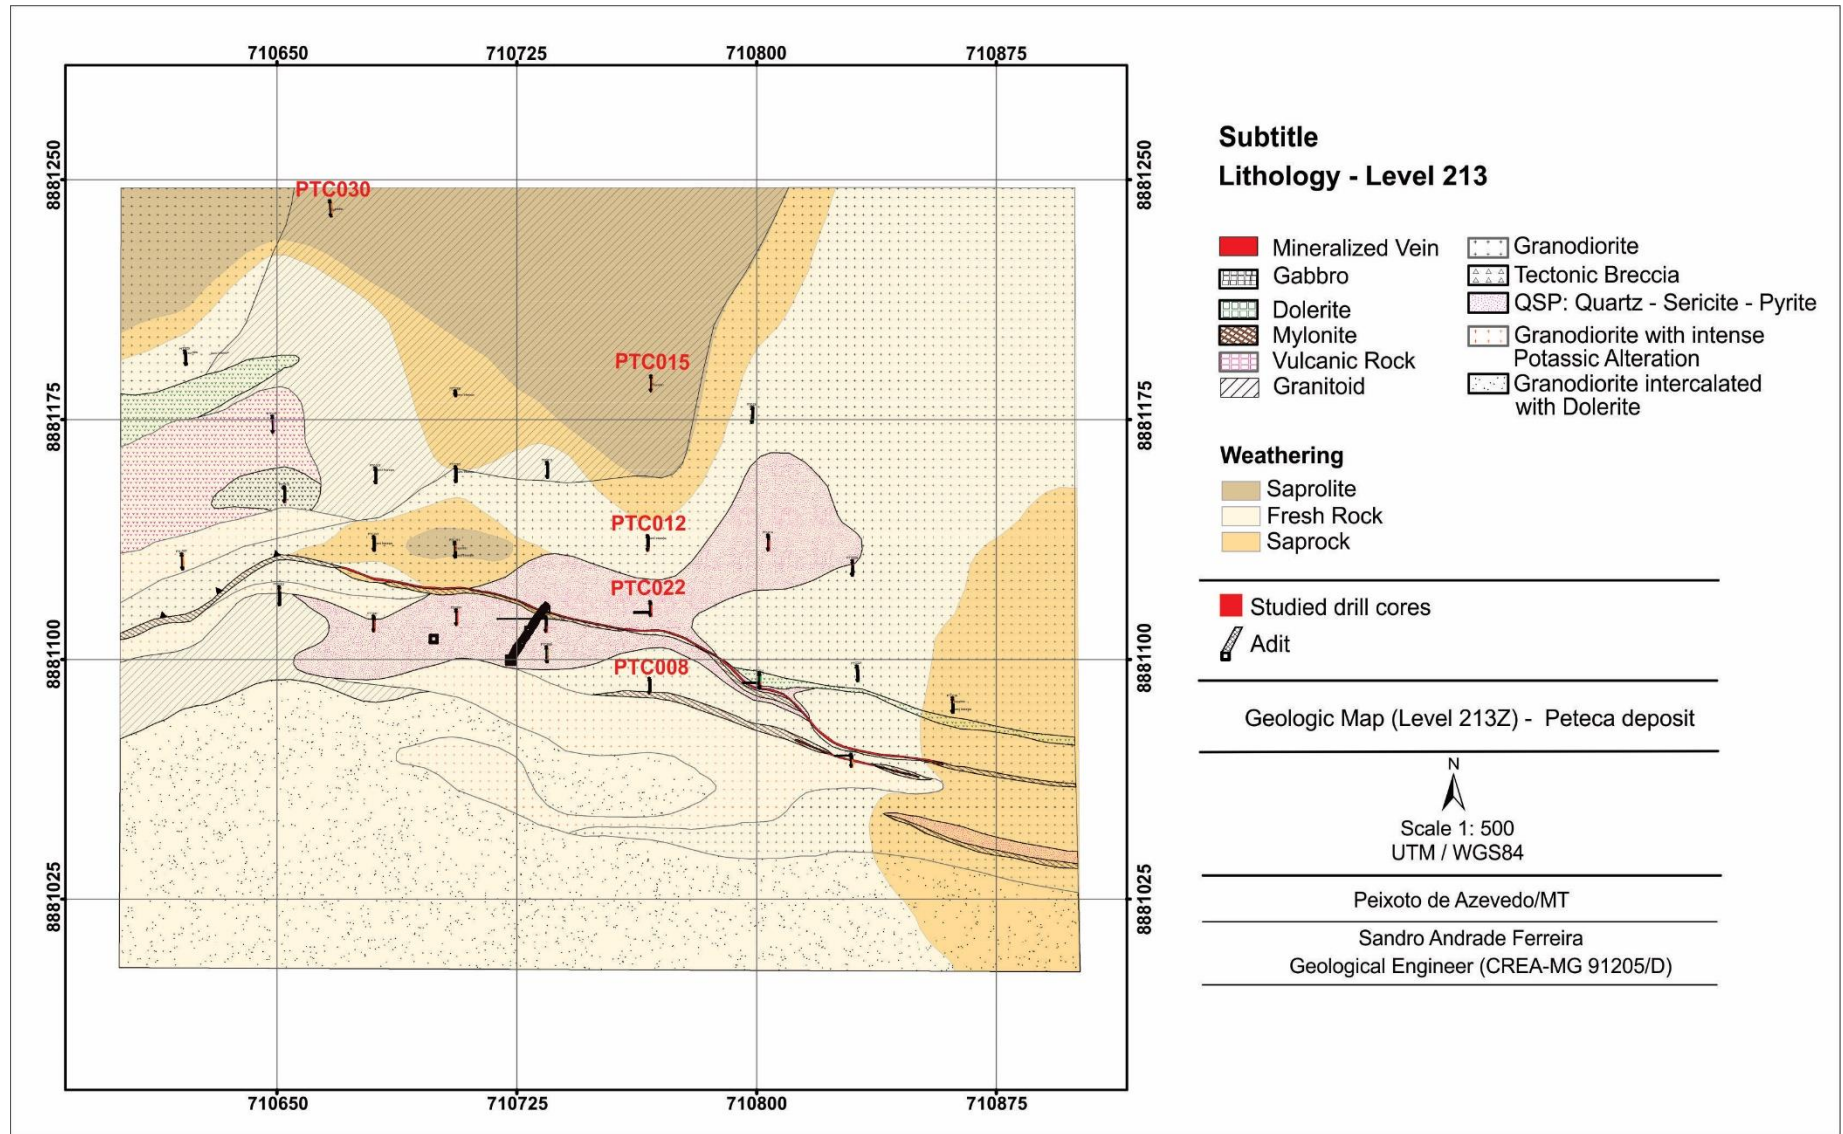 710650 710725 710800 710875
8881250 8881250
PTC030
PTC015
8881175 8881175
PTC012
PTC022
8881100 8881100
PTC008
8881025 8881025
710650 710725 710800 710875
Subtitle
Lithology - Level 213
Mineralized Vein
Gabbro
Dolerite
Mylonite
Vulcanic Rock
Granitoid
Granodiorite
Tectonic Breccia
QSP: Quartz - Sericite - Pyrite
Granodiorite with intense
Potassic Alteration
Granodiorite intercalated
with Dolerite
Weathering
Saprolite
Fresh Rock
Saprock
Studied drill cores
Adit
Geologic Map (Level 213Z) - Peteca deposit
N
Scale 1: 500
UTM / WGS84
Peixoto de Azevedo/MT
Sandro Andrade Ferreira
Geological Engineer (CREA-MG 91205/D)